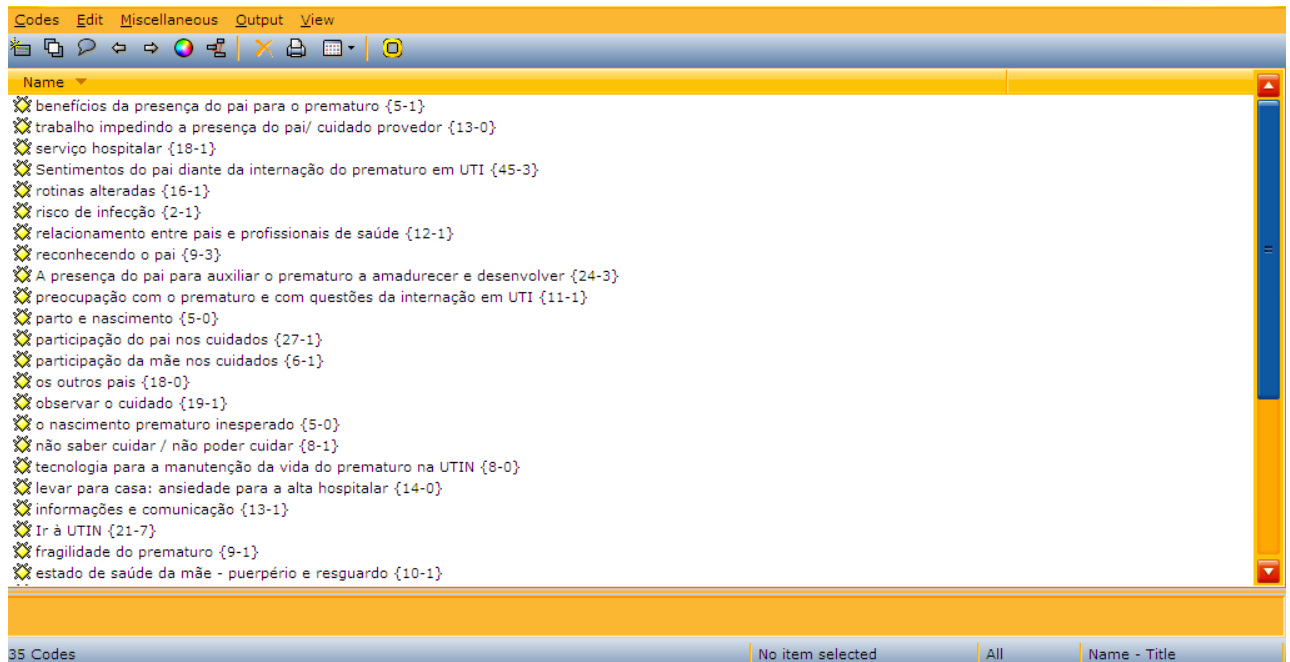 Codes Edit Miscellaneous Output View
Name
benefícios da presença do pai para o prematuro {5-1}
trabalho impedindo a presença do pai/ cuidado provedor {13-0}
serviço hospitalar {18-1}
Sentimentos do pai diante da internação do prematuro em UTI {45-3}
rotinas alteradas {16-1}
risco de infecção {2-1}
relacionamento entre pais e profissionais de saúde {12-1}
reconhecendo o pai {9-3}
A presença do pai para auxiliar o prematuro a amadurecer e desenvolver {24-3}
preocupação com o prematuro e com questões da internação em UTI {11-1}
parto e nascimento {5-0}
participação do pai nos cuidados {27-1}
participação da mãe nos cuidados {6-1}
os outros pais {18-0}
observar o cuidado {19-1}
o nascimento prematuro inesperado {5-0}
não saber cuidar / não poder cuidar {8-1}
tecnologia para a manutenção da vida do prematuro na UTIN {8-0}
levar para casa: ansiedade para a alta hospitalar {14-0}
informações e comunicação {13-1}
Ir à UTIN {21-7}
fragilidade do prematuro {9-1}
estado de saúde da mãe - puerpério e resguardo {10-1}
35 Codes No item selected All Name - Title